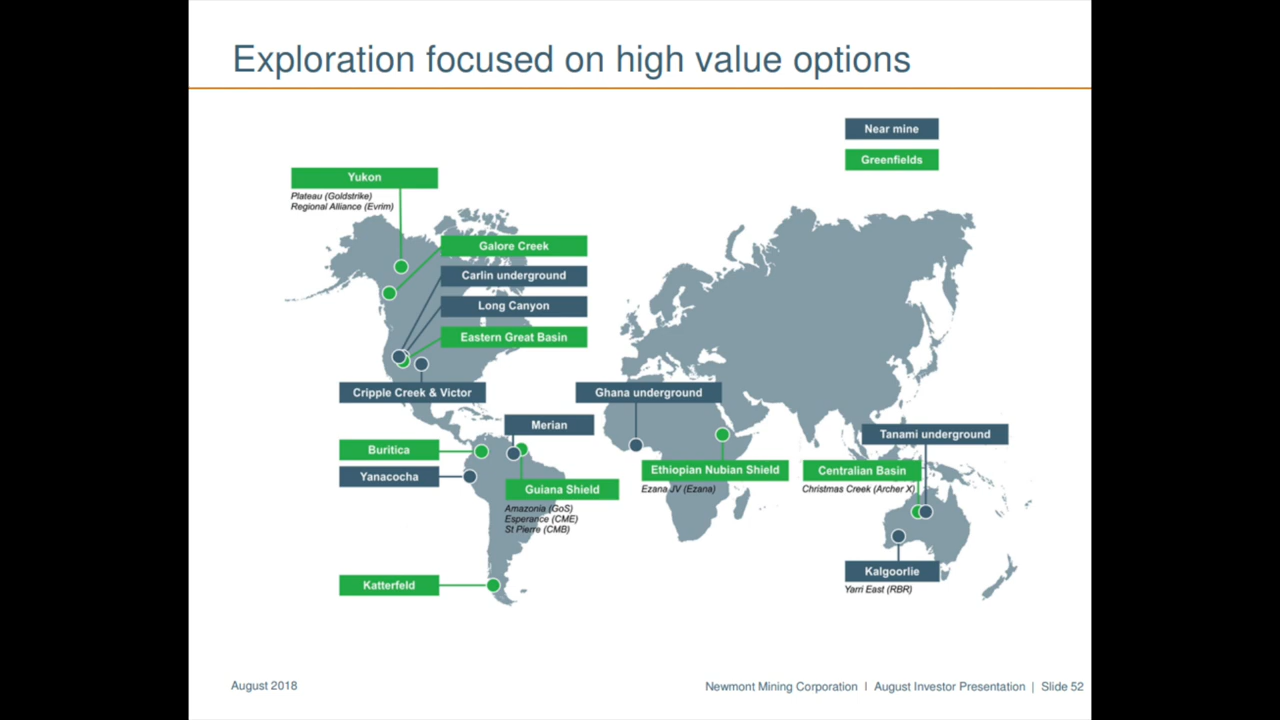 Exploration focused on high value options
Near mine
Greenfields
Yukon
Plateau (Goldstrike)
Regional Alliance (Evrim)
Galore Creek
Carlin underground
Long Canyon
Eastern Great Basin
Cripple Creek & Victor
Ghana underground
Merian
Tanami underground
Buritica
Ethiopian Nubian Shield
Centralian Basin
Yanacocha
Guiana Shield
Ezana JV (Ezana)
Christmas Creek (Archer X)
Amazonia (GoS)
Esperance (CME)
St Pierre (CMB)
Kalgoorlie
Yarri East (RBR)
Katterfeld
August 2018
Newmont Mining Corporation | August Investor Presentation | Slide 52